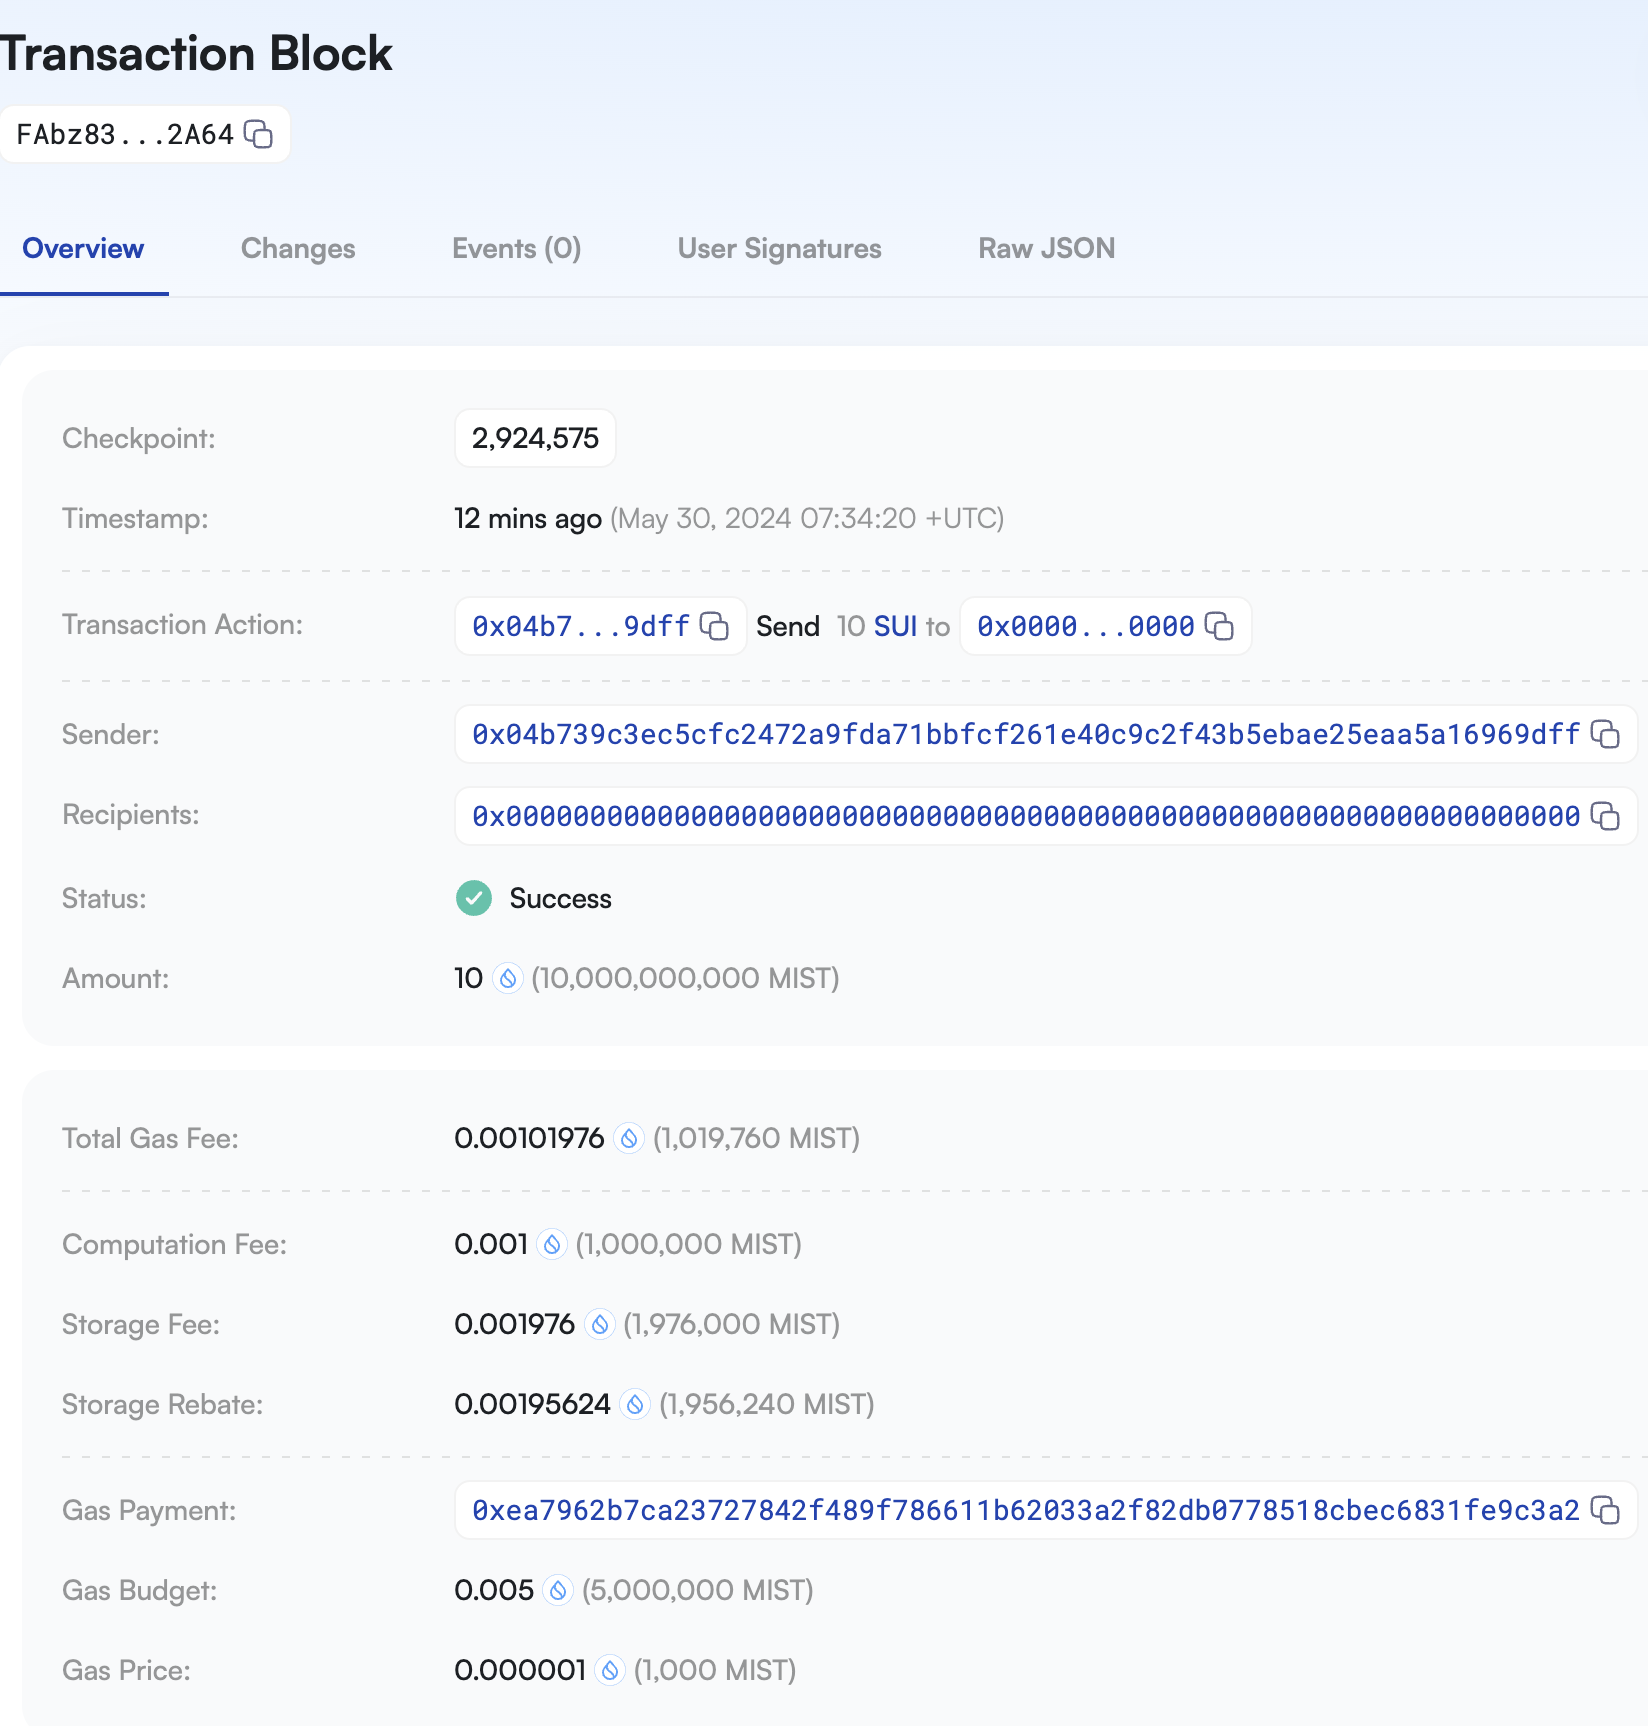 Transaction Block
FAbz83...2A64
Overview Changes Events (0) User Signatures Raw JSON
Checkpoint: 2,924,575
Timestamp: 12 mins ago (May 30, 2024 07:34:20 +UTC)
Transaction Action: 0x04b7...9dff Send 10 SUI to 0x0000...0000
Sender: 0x04b739c3ec5cfc2472a9fda71bbfcf261e40c9c2f43b5ebae25eaa5a16969dff
Recipients: 0x0000000000000000000000000000000000000000000000000000000000000000
Status: Success
Amount: 10 (10,000,000,000 MIST)
Total Gas Fee: 0.00101976 (1,019,760 MIST)
Computation Fee: 0.001 (1,000,000 MIST)
Storage Fee: 0.001976 (1,976,000 MIST)
Storage Rebate: 0.00195624 (1,956,240 MIST)
Gas Payment: 0xea7962b7ca23727842f489f786611b62033a2f82db0778518cbec6831fe9c3a2
Gas Budget: 0.005 (5,000,000 MIST)
Gas Price: 0.000001 (1,000 MIST)